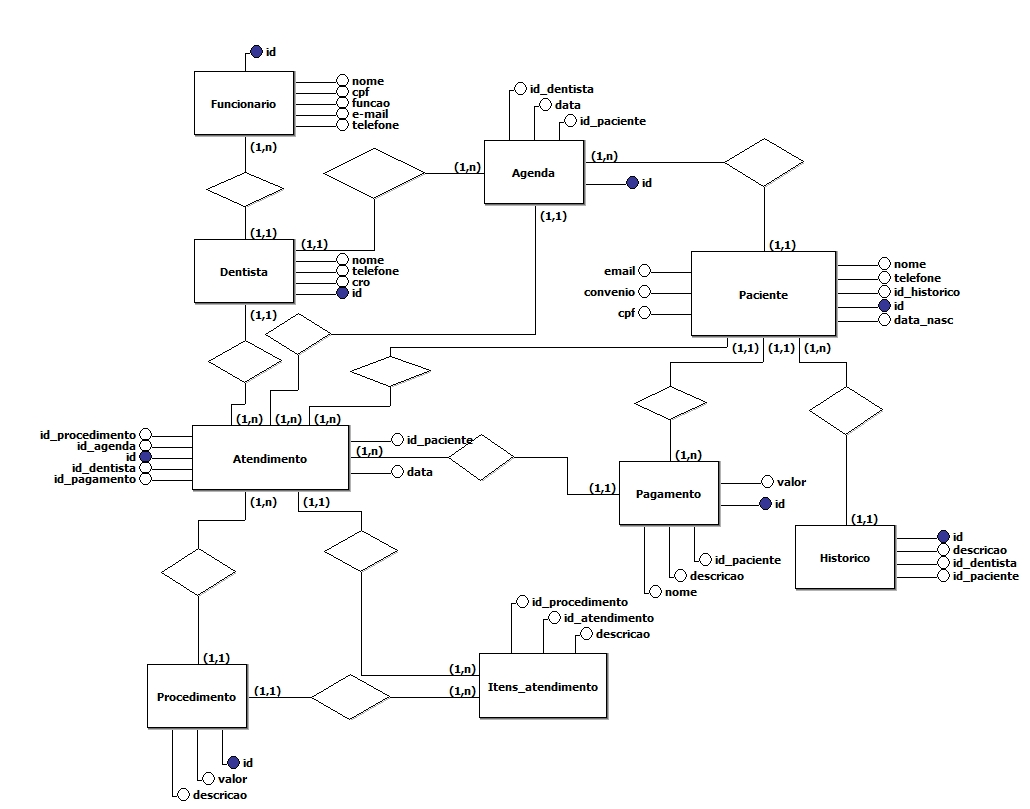 id
Funcionario
nome
cpf
funcao
e-mail
telefone
(1,n)
(1,1)
Dentista
nome
telefone
cro
id
(1,1)
(1,1)
id_dentista
data
id_paciente
(1,n)
Agenda
(1,n)
id
(1,1)
(1,1)
email
convenio
cpf
Paciente
nome
telefone
id_historico
id
data_nasc
(1,1)
(1,1)
(1,n)
(1,n)
(1,n)
(1,n)
id_procedimento
id_agenda
id
id_dentista
id_pagamento
Atendimento
id_paciente
(1,n)
data
(1,n)
(1,1)
(1,n)
(1,1)
Pagamento
valor
id
id_paciente
descricao
nome
(1,1)
Historico
id
descricao
id_dentista
id_paciente
id_procedimento
id_atendimento
descricao
(1,n)
(1,n)
Itens_atendimento
(1,1)
Procedimento
(1,1)
id
valor
descricao